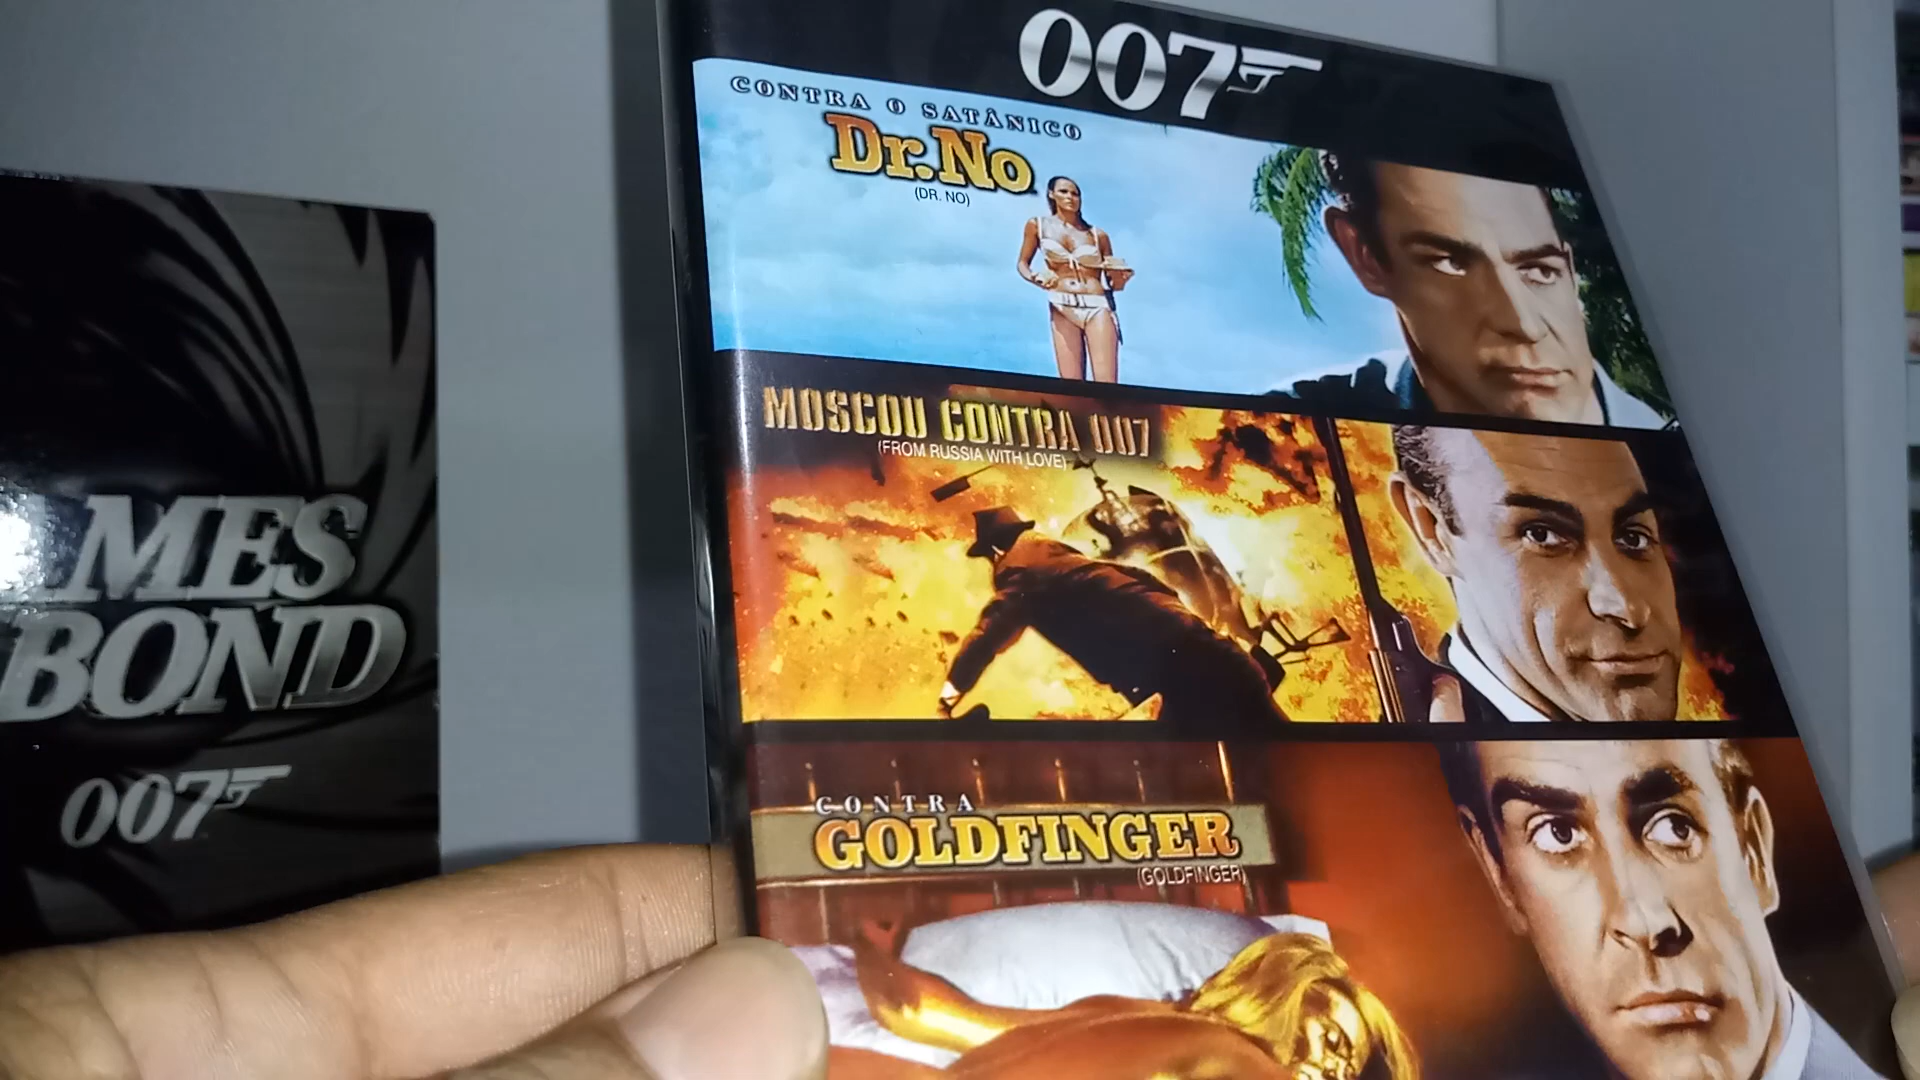 007
CONTRA O SATÂNICO
Dr.No
(DR. NO)
MOSCOU CONTRA 007
(FROM RUSSIA WITH LOVE)
CONTRA
GOLDFINGER
(GOLDFINGER)
MES
BOND
007